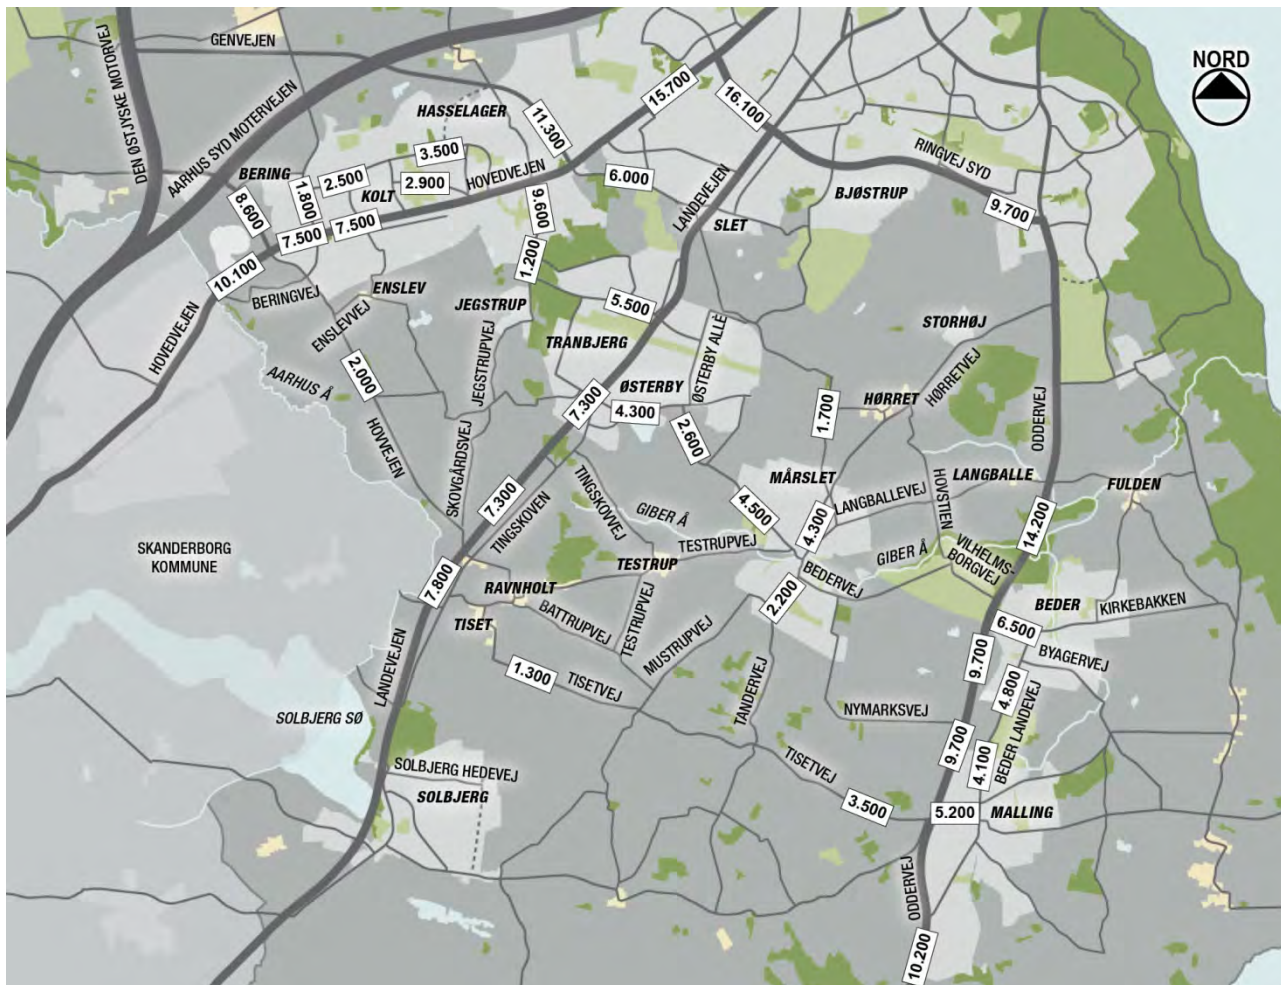 GENVEJEN
NORD
DEN ØSTJYSKE MOTORVEJ
AARHUS SYD MOTERVEJEN
HASSELAGER
15.700
16.100
11.300
BERING
3.500
2.500
1.800
KOLT
2.900
HOVEDVEJEN
6.000
RINGVEJ SYD
8.600
7.500
7.500
9.600
LANDEVEJEN
SLET
BJØSTRUP
9.700
10.100
BERINGVEJ
ENSLEV
1.200
JEGSTRUP
5.500
STORHØJ
HOVEDVEJEN
ENSLEVVEJ
TRANBJERG
ØSTERBY ALLÈ
AARHUS Å
2.000
JEGSTRUPVEJ
ØSTERBY
7.300
4.300
1.700
HØRRET
HØRRETVEJ
ODDERVEJ
HOVVEJEN
SKOVGÅRDSVEJ
2.600
MÅRSLET
LANGBALLE
FULDEN
7.300
TINGSKOVEN
TINGSKOVVEJ
GIBER Å
4.500
4.300
LANGBALLEVEJ
HOVSTIEN
14.200
SKANDERBORG
KOMMUNE
TESTRUPVEJ
GIBER Å
VILHELMS-
BORGVEJ
7.800
RAVNHOLT
TESTRUP
BEDERVEJ
2.200
BEDER
KIRKEBAKKEN
TISET
BATTRUPVEJ
TESTRUPVEJ
MUSTRUPVEJ
6.500
BYAGERVEJ
LANDEVEJEN
1.300
TISETVEJ
TANDERVEJ
9.700
4.800
SOLBJERG SØ
NYMARKSVEJ
9.700
4.100
BEDER LANDEVEJ
SOLBJERG HEDEVEJ
SOLBJERG
TISETVEJ
3.500
5.200
MALLING
ODDERVEJ
10.200